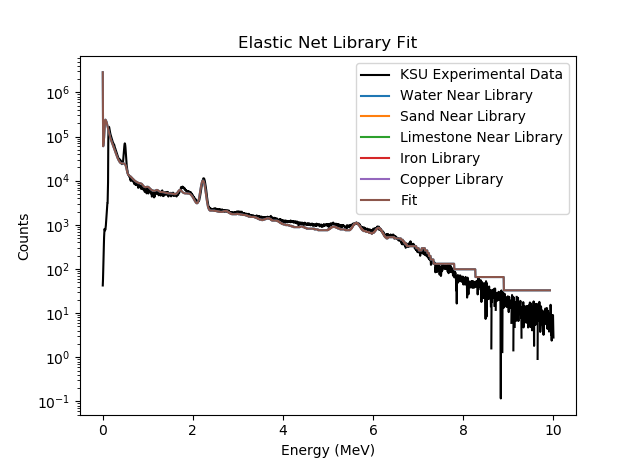 Elastic Net Library Fit
KSU Experimental Data
Water Near Library
Sand Near Library
Limestone Near Library
Iron Library
Copper Library
Fit
Counts
10⁶
10⁵
10⁴
10³
10²
10¹
10⁰
10⁻¹
0 2 4 6 8 10
Energy (MeV)